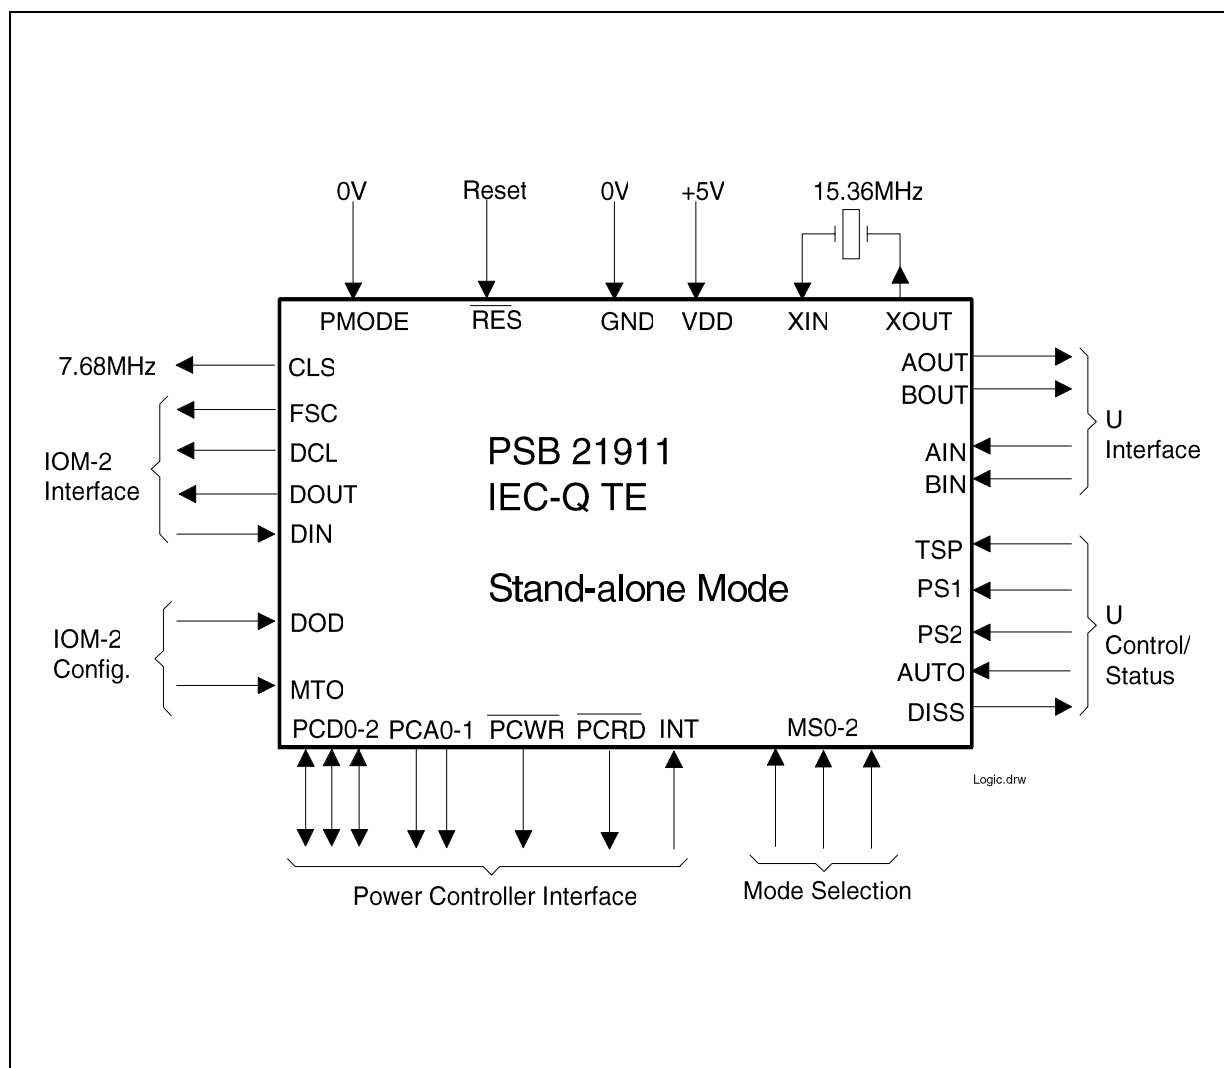 0V
Reset
0V
+5V
15.36MHz
PMODE
RES
GND
VDD
XIN
XOUT
7.68MHz
CLS
FSC
DCL
DOUT
DIN
IOM-2
Interface
DOD
MTO
IOM-2
Config.
PSB 21911
IEC-Q TE
Stand-alone Mode
AOUT
BOUT
AIN
BIN
U
Interface
TSP
PS1
PS2
AUTO
DISS
U
Control/
Status
PCD0-2
PCA0-1
PCWR
PCRD
INT
MS0-2
Logic.drw
Power Controller Interface
Mode Selection